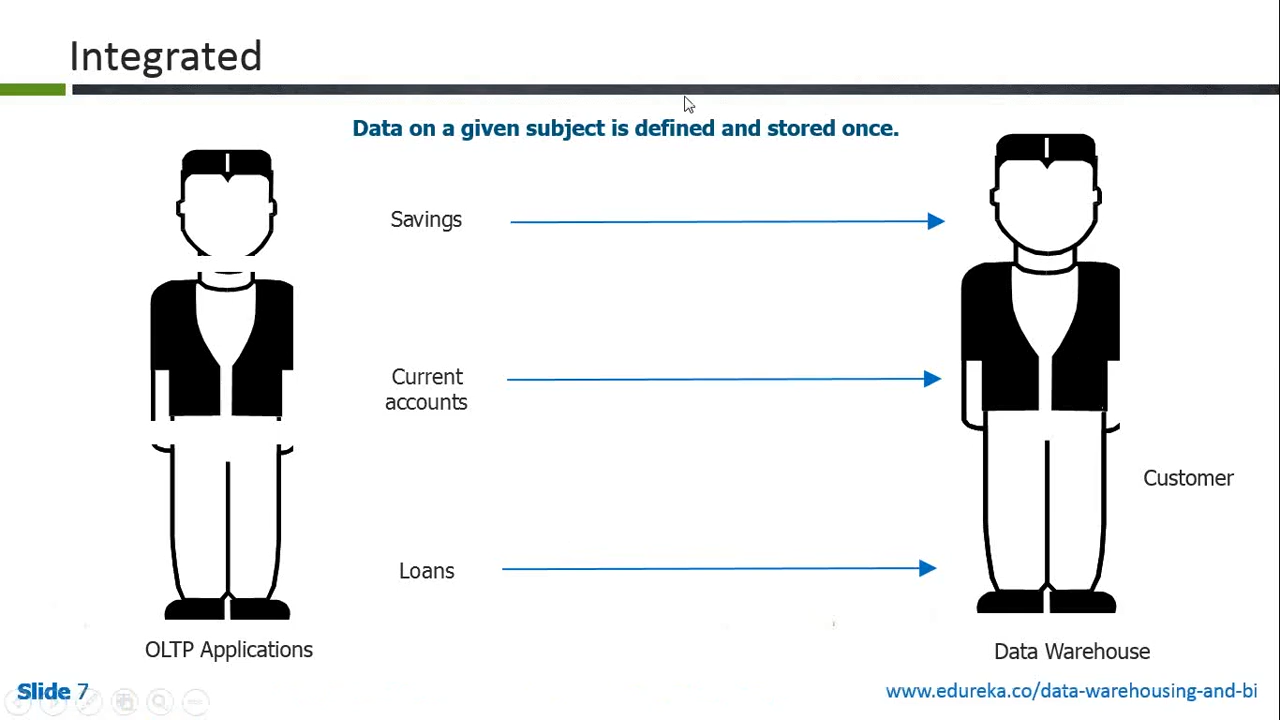 Integrated
Data on a given subject is defined and stored once.
Savings
Current
accounts
Loans
Customer
OLTP Applications
Data Warehouse
Slide 7
www.edureka.co/data-warehousing-and-bi